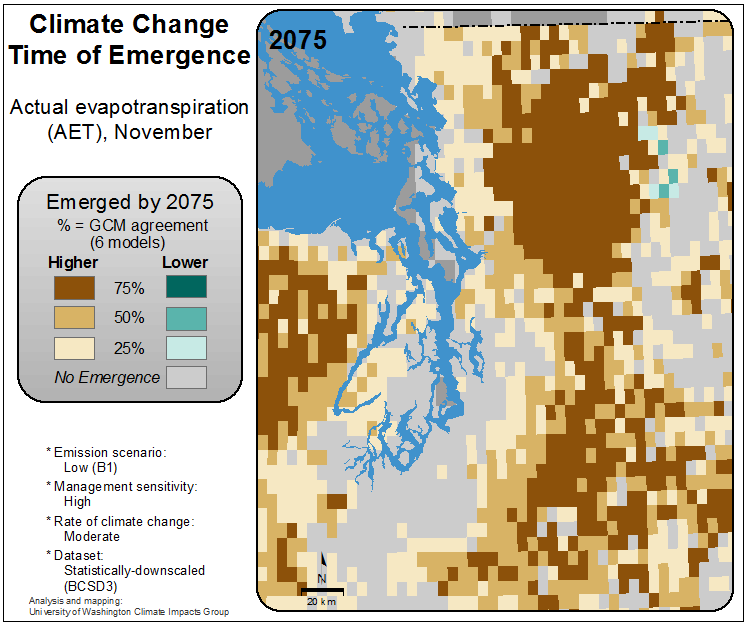 Climate Change
Time of Emergence
Actual evapotranspiration
(AET), November
Emerged by 2075
% = GCM agreement
(6 models)
Higher Lower
75%
50%
25%
No Emergence
* Emission scenario:
Low (B1)
* Management sensitivity:
High
* Rate of climate change:
Moderate
* Dataset:
Statistically-downscaled
(BCSD3)
Analysis and mapping:
University of Washington Climate Impacts Group
2075
N
20 km